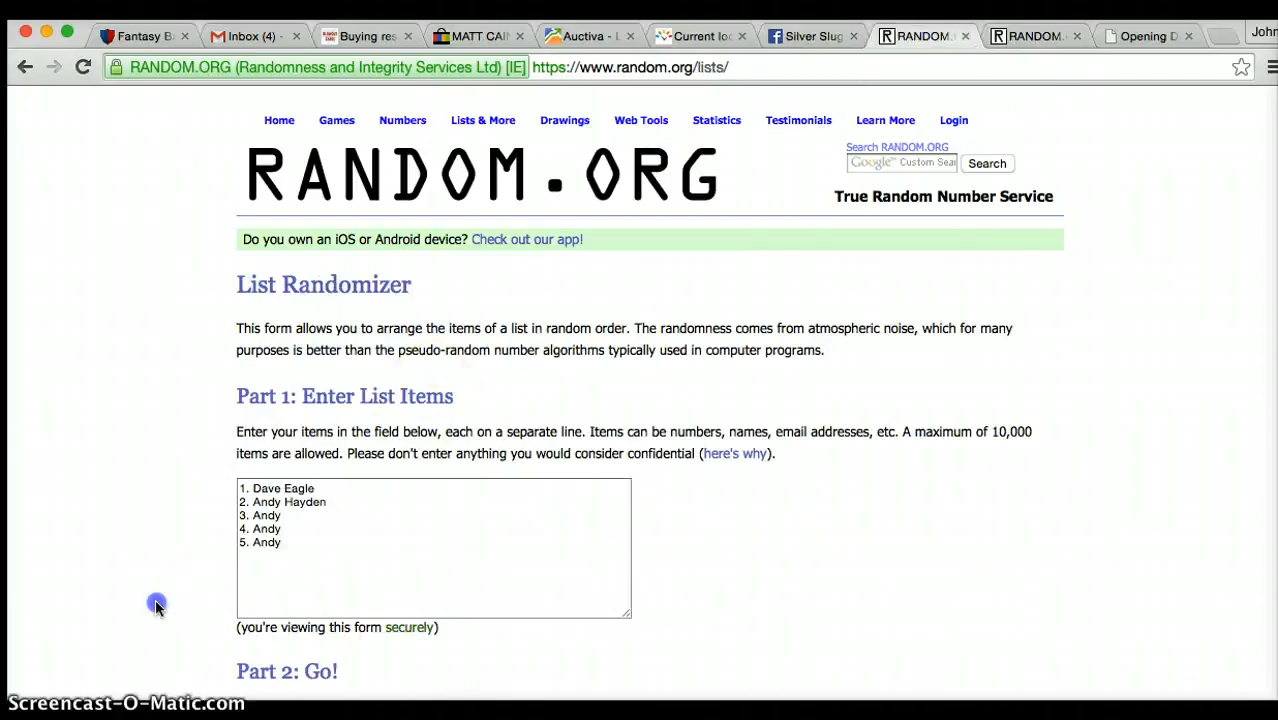 Fantasy Ba
Inbox (4) -
Buying res
MATT CAI
Auctiva - L
Current loc
Silver Slug
RANDOM.
RANDOM.
Opening D
John
RANDOM.ORG (Randomness and Integrity Services Ltd) [IE] https://www.random.org/lists/
Home Games Numbers Lists & More Drawings Web Tools Statistics Testimonials Learn More Login
RANDOM.ORG
Search RANDOM.ORG
Google™ Custom Sear
Search
True Random Number Service
Do you own an iOS or Android device? Check out our app!
List Randomizer
This form allows you to arrange the items of a list in random order. The randomness comes from atmospheric noise, which for many
purposes is better than the pseudo-random number algorithms typically used in computer programs.
Part 1: Enter List Items
Enter your items in the field below, each on a separate line. Items can be numbers, names, email addresses, etc. A maximum of 10,000
items are allowed. Please don't enter anything you would consider confidential (here's why).
1. Dave Eagle
2. Andy Hayden
3. Andy
4. Andy
5. Andy
(you're viewing this form securely)
Part 2: Go!
Screencast-O-Matic.com